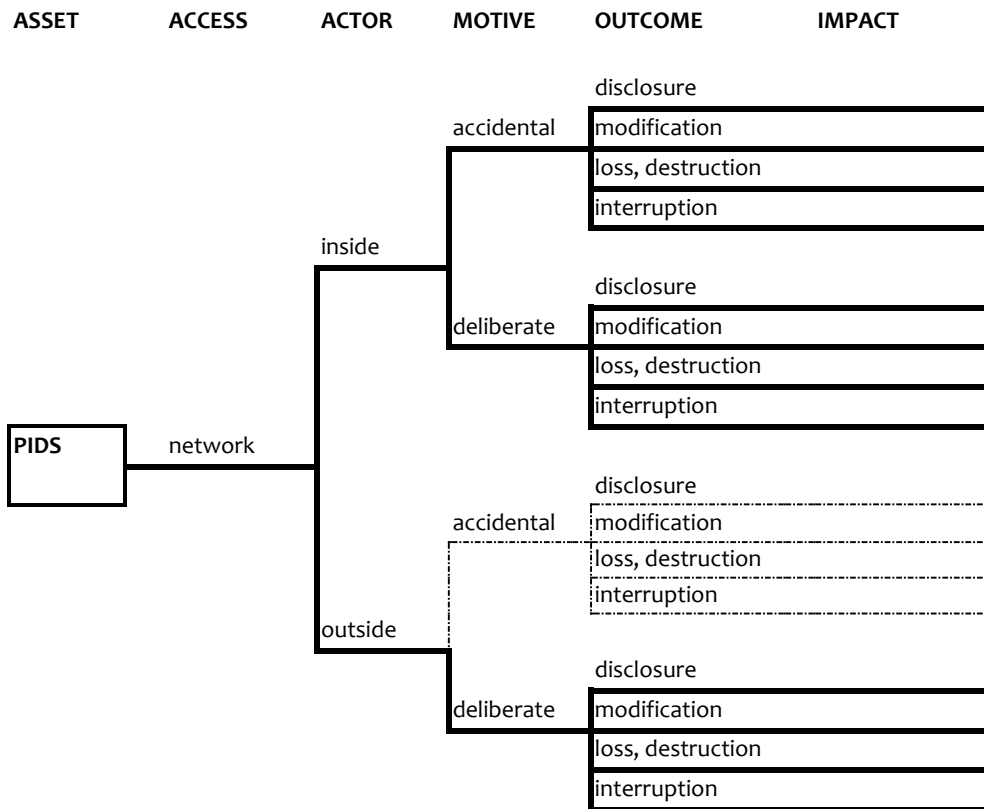 ASSET ACCESS ACTOR MOTIVE OUTCOME IMPACT
disclosure
accidental modification
loss, destruction
interruption
inside
disclosure
deliberate modification
loss, destruction
interruption
PIDS network
disclosure
accidental modification
loss, destruction
interruption
outside
disclosure
deliberate modification
loss, destruction
interruption